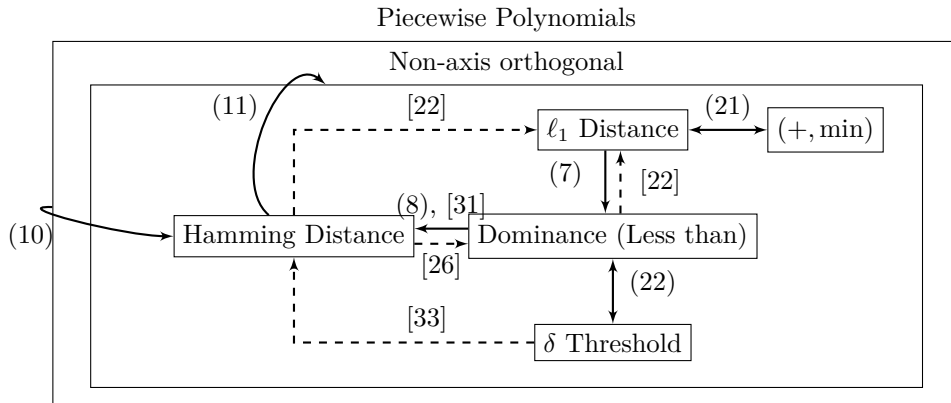 Piecewise Polynomials
Non-axis orthogonal
(11)
[22]
ℓ₁ Distance
(21)
(+, min)
(7)
[22]
(8), [31]
(10)
Hamming Distance
[26]
Dominance (Less than)
(22)
[33]
δ Threshold